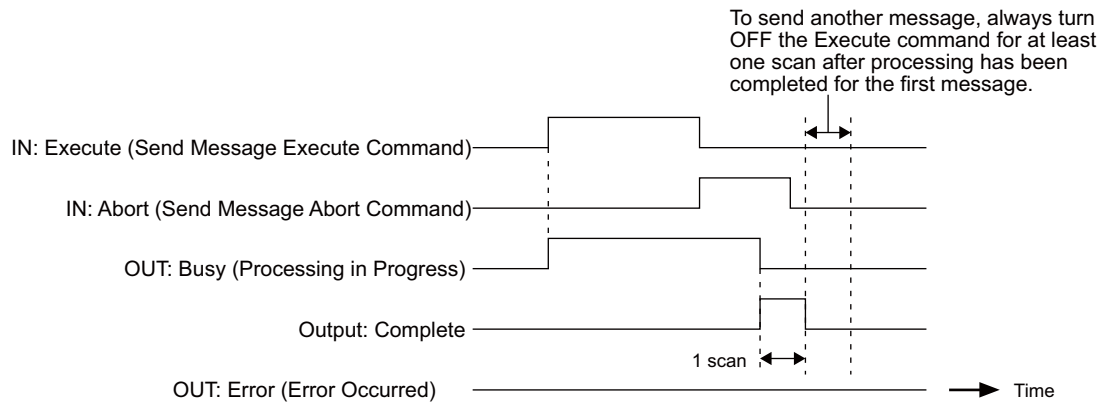 To send another message, always turn
OFF the Execute command for at least
one scan after processing has been
completed for the first message.
IN: Execute (Send Message Execute Command)
IN: Abort (Send Message Abort Command)
OUT: Busy (Processing in Progress)
Output: Complete
1 scan
OUT: Error (Error Occurred)
Time